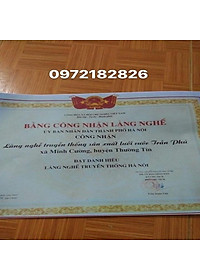 0972182826
BẰNG CÔNG NHẬN LÀNG NGHỀ
ỦY BAN NHÂN DÂN THÀNH PHỐ HÀ NỘI
CÔNG NHẬN
Làng nghề truyền thống sản xuất lưới vước Trần Phú
xã Minh Cường, huyện Thường Tín
ĐẠT DANH HIỆU
LÀNG NGHỀ TRUYỀN THỐNG HÀ NỘI